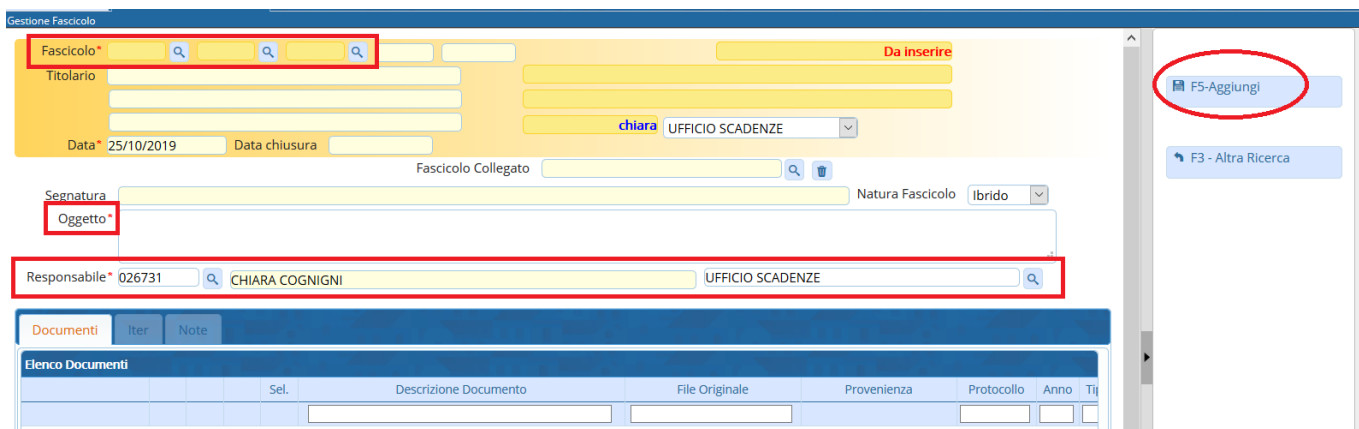 Gestione Fascicolo
Fascicolo* Da inserire
Titolario
F5-Aggiungi
chiara UFFICIO SCADENZE
Data* 25/10/2019 Data chiusura
F3 - Altra Ricerca
Fascicolo Collegato
Segnatura Natura Fascicolo Ibrido
Oggetto*
Responsabile* 026731 CHIARA COGNIGNI UFFICIO SCADENZE
Documenti Iter Note
Elenco Documenti
Sel. Descrizione Documento File Originale Provenienza Protocollo Anno